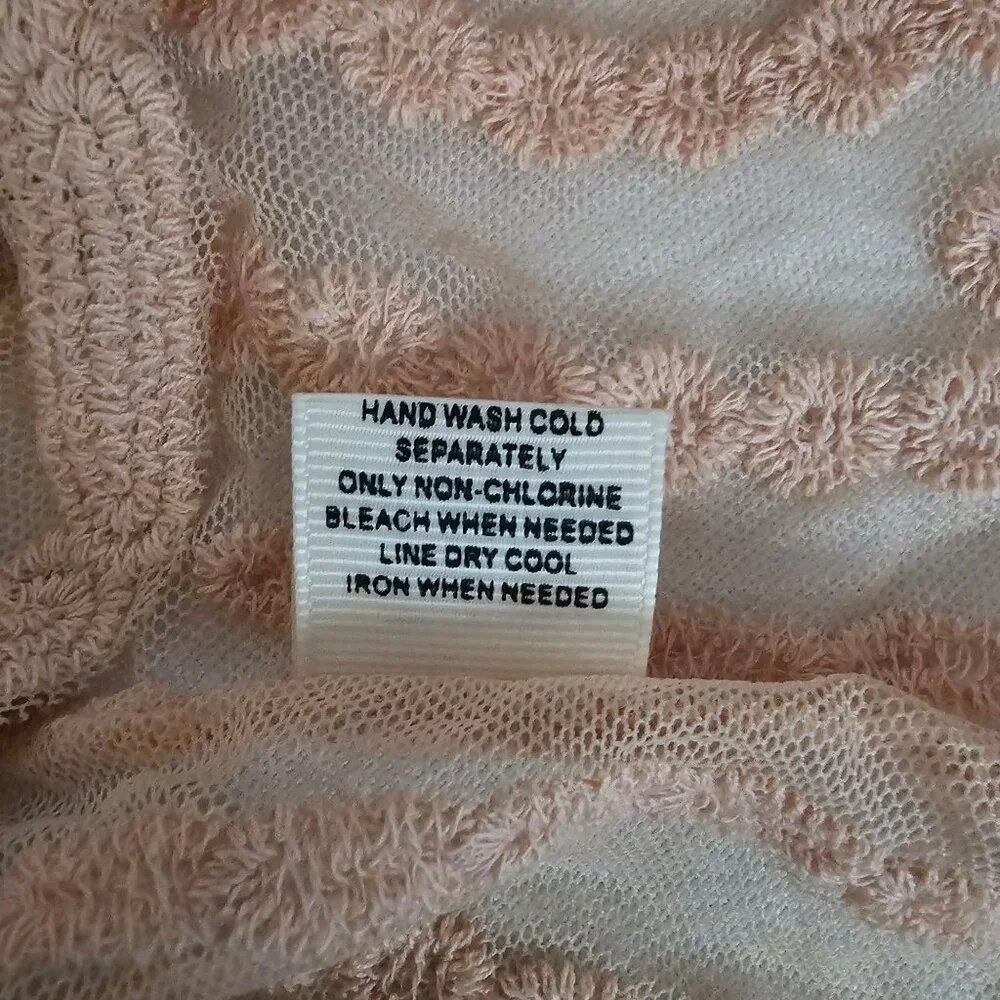 HAND WASH COLD
SEPARATELY
ONLY NON-CHLORINE
BLEACH WHEN NEEDED
LINE DRY COOL
IRON WHEN NEEDED